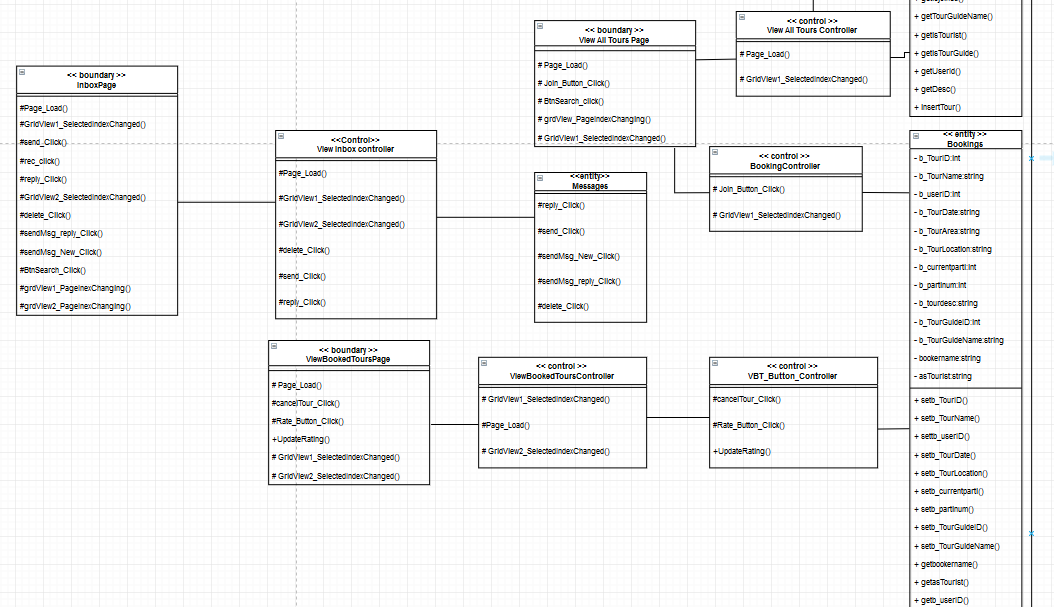 << boundary >>
InboxPage
#Page_Load()
#GridView1_SelectedIndexChanged()
#send_Click()
#rec_click()
#reply_Click()
#GridView2_SelectedIndexChanged()
#delete_Click()
#sendMsg_reply_Click()
#sendMsg_New_Click()
#BtnSearch_Click()
#grdView1_PageIndexChanging()
#grdView2_PageIndexChanging()
<<Control>>
View Inbox controller
#Page_Load()
#GridView1_SelectedIndexChanged()
#GridView2_SelectedIndexChanged()
#delete_Click()
#send_Click()
#reply_Click()
<< boundary >>
View All Tours Page
# Page_Load()
# Join_Button_Click()
# BtnSearch_click()
# grdView_PageIndexChanging()
# GridView1_SelectedIndexChanged()
<<entity>>
Messages
#reply_Click()
#send_Click()
#sendMsg_New_Click()
#sendMsg_reply_Click()
#delete_Click()
<< control >>
View All Tours Controller
# Page_Load()
# GridView1_SelectedIndexChanged()
<< control >>
BookingController
# Join_Button_Click()
# GridView1_SelectedIndexChanged()
<< boundary >>
ViewBookedToursPage
# Page_Load()
#cancelTour_Click()
#Rate_Button_Click()
+UpdateRating()
# GridView1_SelectedIndexChanged()
# GridView2_SelectedIndexChanged()
<< control >>
ViewBookedToursController
# GridView1_SelectedIndexChanged()
#Page_Load()
# GridView2_SelectedIndexChanged()
<< control >>
VBT_Button_Controller
#cancelTour_Click()
#Rate_Button_Click()
+UpdateRating()
+ getTourGuideName()
+ getisTourist()
+ getisTourGuide()
+ getUserid()
+ getDesc()
+ insertTour()
<< entity >>
Bookings
- b_TourID:int
- b_TourName:string
- b_userID:int
- b_TourDate:string
- b_TourArea:string
- b_TourLocation:string
- b_currentparti:int
- b_partinum:int
- b_tourdesc:string
- b_TourGuideID:int
- b_TourGuideName:string
- bookername:string
- asTourist:string
+ setb_TourID()
+ setb_TourName()
+ settb_userID()
+ setb_TourDate()
+ setb_TourLocation()
+ setb_currentparti()
+ setb_partinum()
+ setb_TourGuideID()
+ setb_TourGuideName()
+ getbookername()
+ getasTourist()
+ getb_userID()